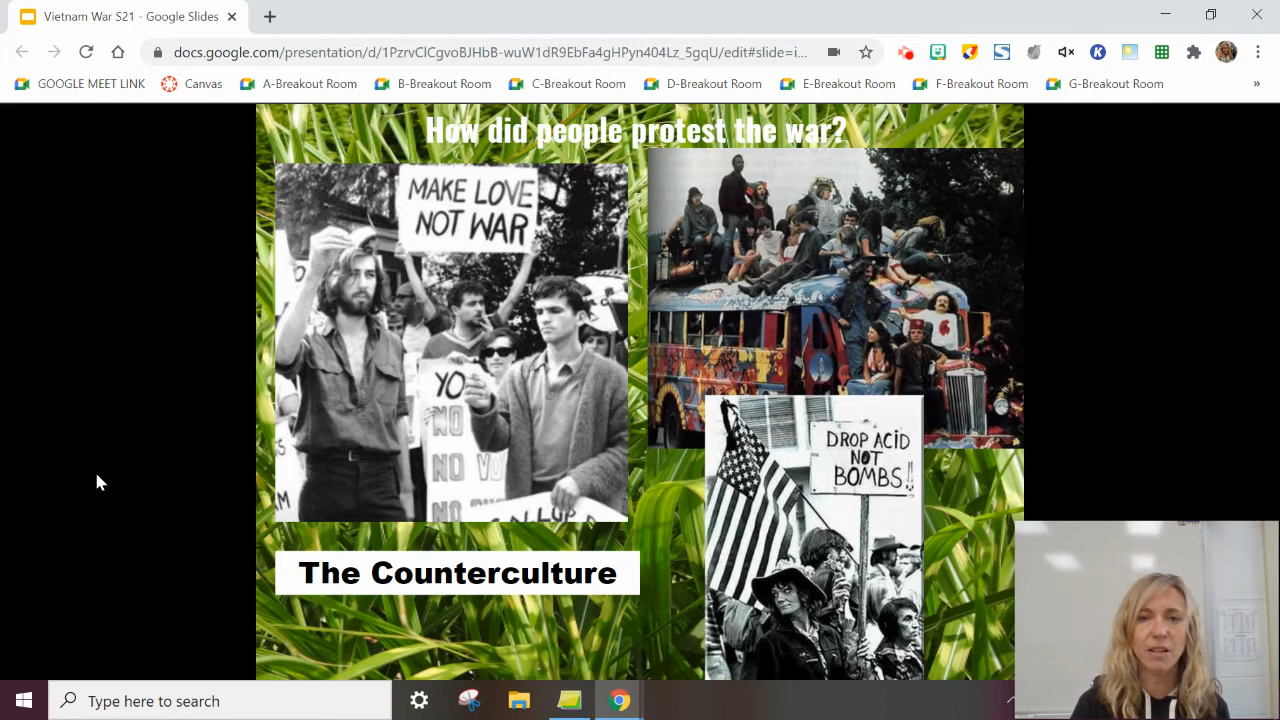 Vietnam War S21 - Google Slides
docs.google.com/presentation/d/1PzrvClCgvoBJHbB-wuW1dR9EbFa4gHPyn404Lz_5gqU/edit#slide=i...
GOOGLE MEET LINK
Canvas
A-Breakout Room
B-Breakout Room
C-Breakout Room
D-Breakout Room
E-Breakout Room
F-Breakout Room
G-Breakout Room
»
How did people protest the war?
MAKE LOVE
NOT WAR
YO
NO
NO
NO
DROP ACID
NOT
BOMBS!!
The Counterculture
Type here to search